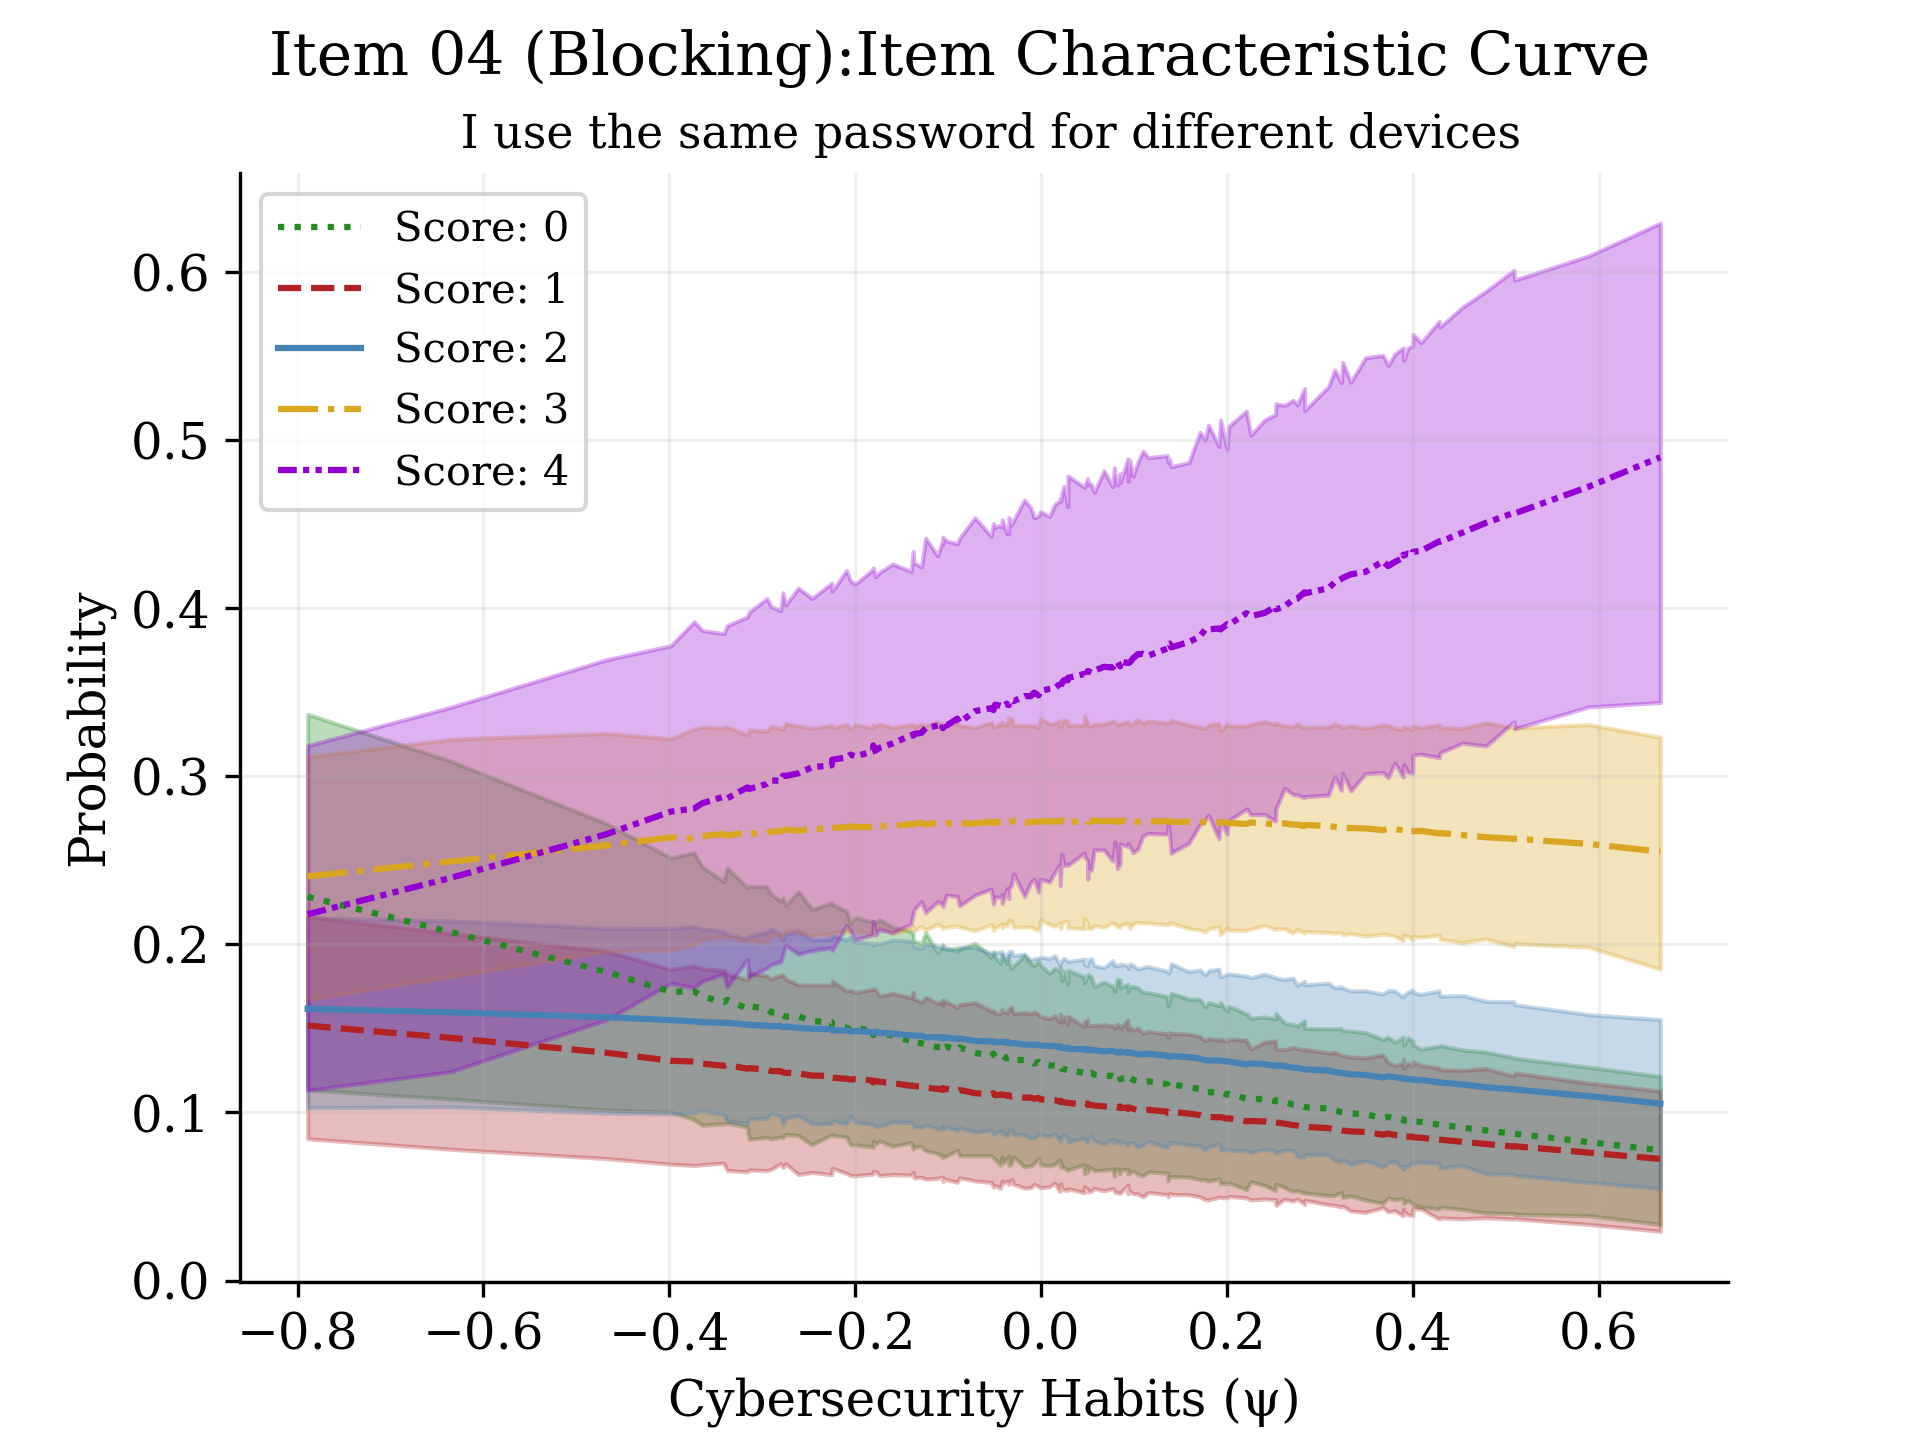 Item 04 (Blocking):Item Characteristic Curve
I use the same password for different devices
Score: 0
Score: 1
Score: 2
Score: 3
Score: 4
Probability
0.6
0.5
0.4
0.3
0.2
0.1
0.0
−0.8 −0.6 −0.4 −0.2 0.0 0.2 0.4 0.6
Cybersecurity Habits (ψ)